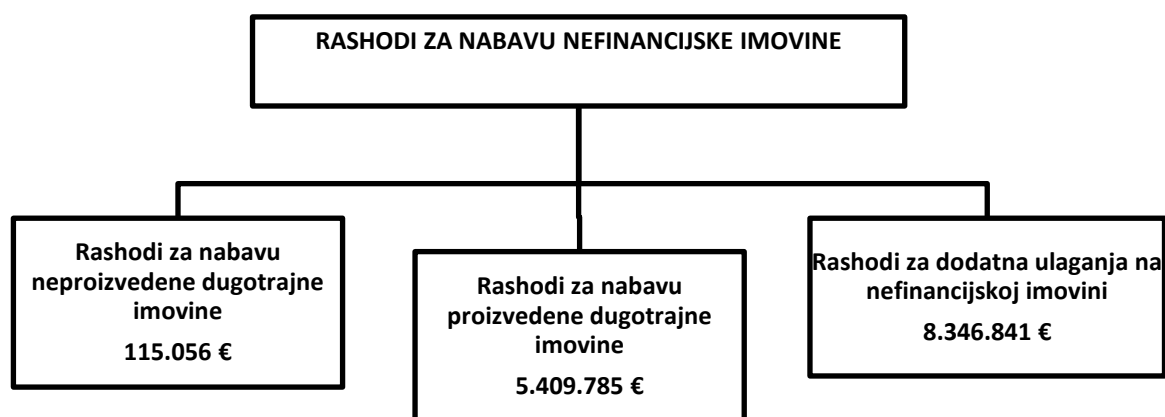 RASHODI ZA NABAVU NEFINANCIJSKE IMOVINE
Rashodi za nabavu
neproizvedene dugotrajne
imovine
115.056 €
Rashodi za nabavu
proizvedene dugotrajne
imovine
5.409.785 €
Rashodi za dodatna ulaganja na
nefinancijskoj imovini
8.346.841 €